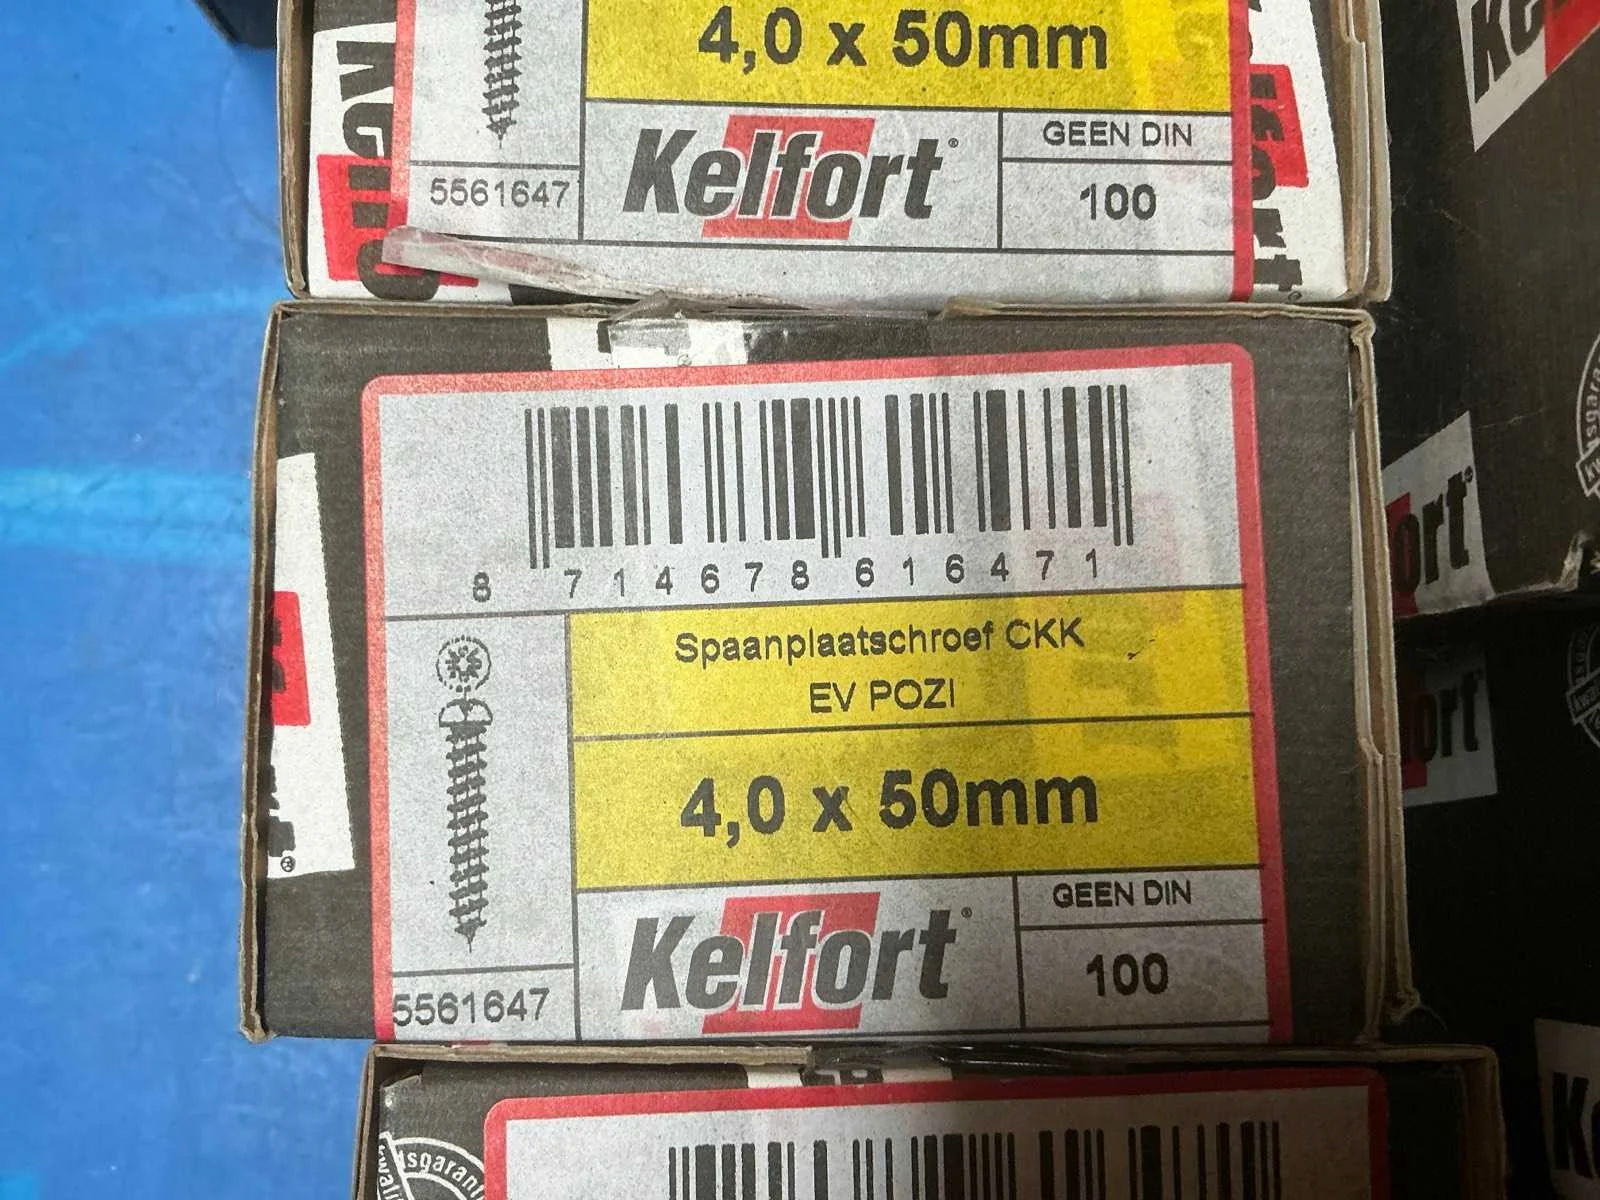 4,0 x 50mm
Kelfort®
GEEN DIN
100
5561647
8 714678 616471
Spaanplaatschroef CKK
EV POZI
4,0 x 50mm
Kelfort®
GEEN DIN
100
5561647